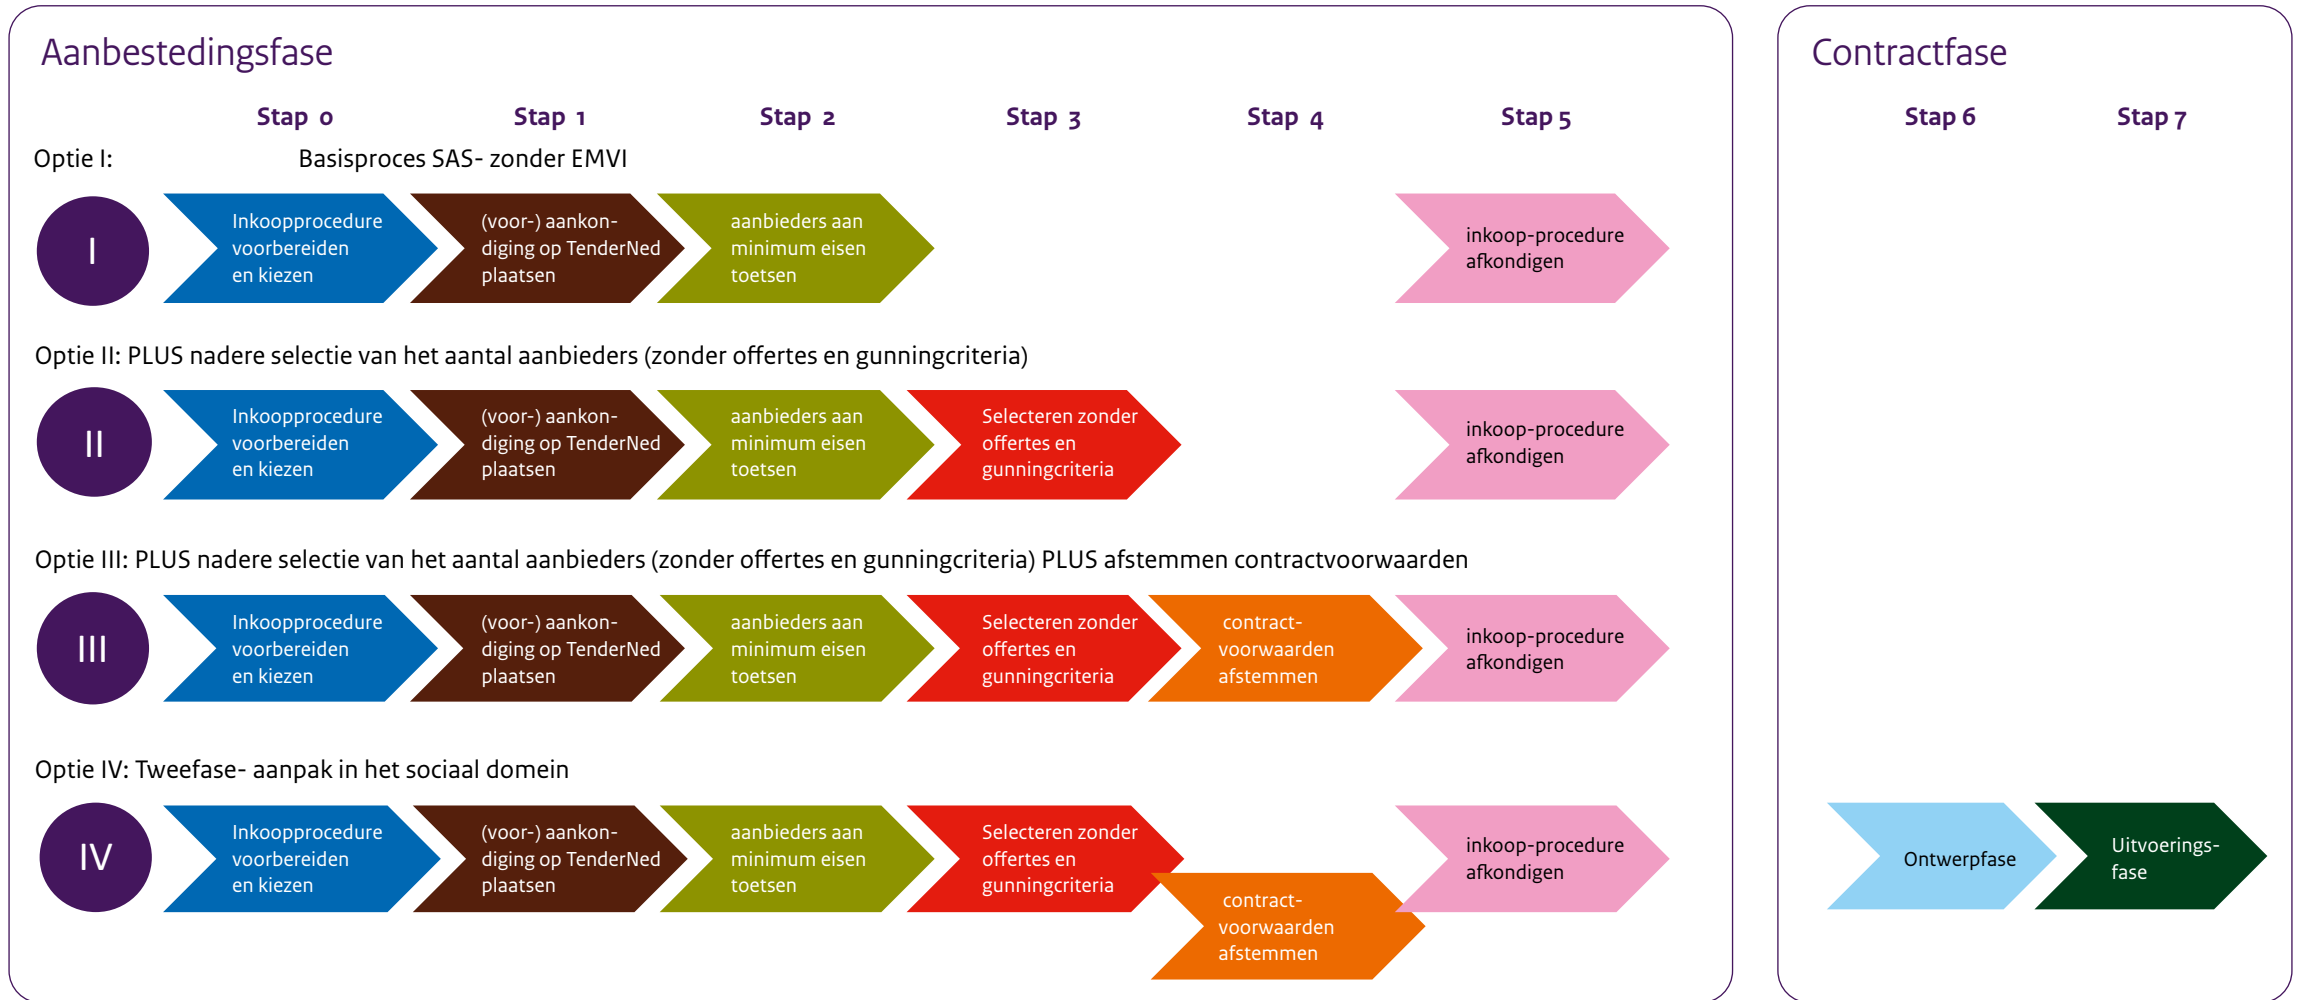 Aanbestedingsfase
Contractfase
Stap 0
Stap 1
Stap 2
Stap 3
Stap 4
Stap 5
Stap 6
Stap 7
Optie I:
Basisproces SAS- zonder EMVI
I
Inkoopprocedure
voorbereiden
en kiezen
(voor-) aankon-
diging op TenderNed
plaatsen
aanbieders aan
minimum eisen
toetsen
inkoop-procedure
afkondigen
Optie II: PLUS nadere selectie van het aantal aanbieders (zonder offertes en gunningcriteria)
II
Inkoopprocedure
voorbereiden
en kiezen
(voor-) aankon-
diging op TenderNed
plaatsen
aanbieders aan
minimum eisen
toetsen
Selecteren zonder
offertes en
gunningcriteria
inkoop-procedure
afkondigen
Optie III: PLUS nadere selectie van het aantal aanbieders (zonder offertes en gunningcriteria) PLUS afstemmen contractvoorwaarden
III
Inkoopprocedure
voorbereiden
en kiezen
(voor-) aankon-
diging op TenderNed
plaatsen
aanbieders aan
minimum eisen
toetsen
Selecteren zonder
offertes en
gunningcriteria
contract-
voorwaarden
afstemmen
inkoop-procedure
afkondigen
Optie IV: Tweefase- aanpak in het sociaal domein
IV
Inkoopprocedure
voorbereiden
en kiezen
(voor-) aankon-
diging op TenderNed
plaatsen
aanbieders aan
minimum eisen
toetsen
Selecteren zonder
offertes en
gunningcriteria
contract-
voorwaarden
afstemmen
inkoop-procedure
afkondigen
Ontwerpfase
Uitvoerings-
fase